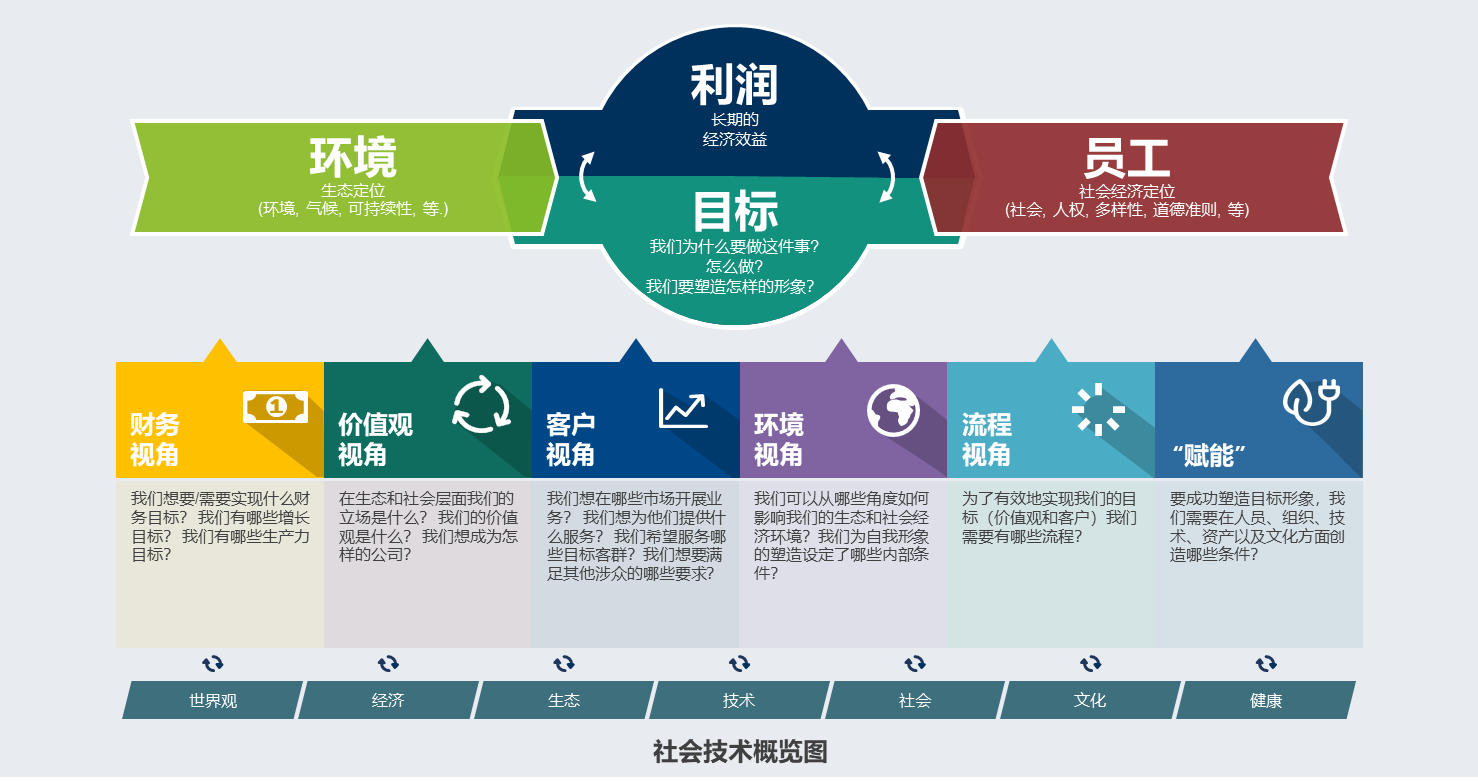 利润
长期的
经济效益
环境
生态定位
(环境, 气候, 可持续性, 等.)
员工
社会经济定位
(社会, 人权, 多样性, 道德准则, 等)
目标
我们为什么要做这件事?
怎么做?
我们要塑造怎样的形象?
财务
视角
我们想要/需要实现什么财
务目标? 我们有哪些增长
目标? 我们有哪些生产力
目标?
价值观
视角
在生态和社会层面我们的
立场是什么? 我们的价值
观是什么? 我们想成为怎
样的公司?
客户
视角
我们想在哪些市场开展业
务? 我们想为他们提供什
么服务? 我们希望服务哪
些目标客群? 我们想要满
足其他涉众的哪些要求?
环境
视角
我们可以从哪些角度如何
影响我们的生态和社会经
济环境? 我们为自我形象
的塑造设定了哪些内部条
件?
流程
视角
为了有效地实现我们的目
标（价值观和客户）我们
需要有哪些流程?
“赋能”
要成功塑造目标形象，我
们需要在人员、组织、技
术、资产以及文化方面创
造哪些条件?
世界观
经济
生态
技术
社会
文化
健康
社会技术概览图